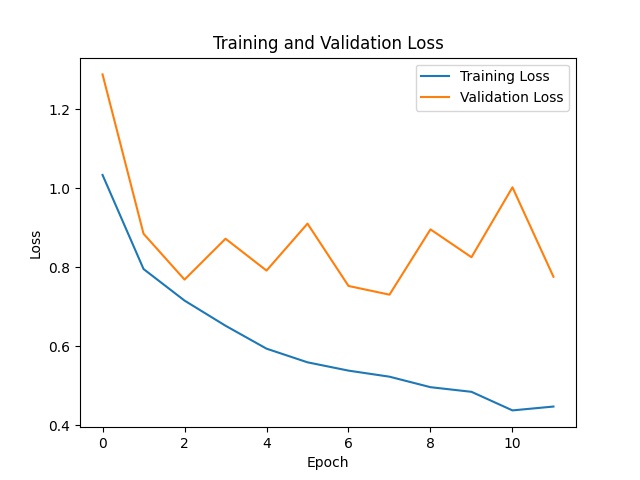 Training and Validation Loss
Training Loss
Validation Loss
1.2
1.0
0.8
0.6
0.4
Loss
0 2 4 6 8 10
Epoch